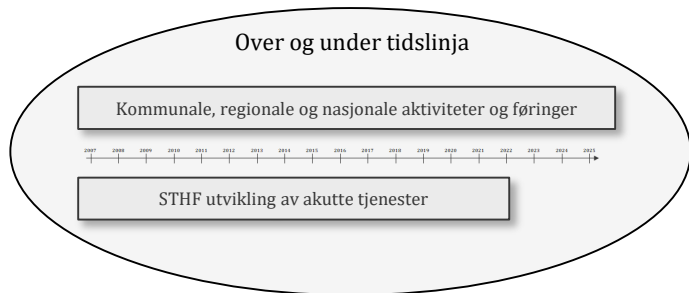 Over og under tidslinja
Kommunale, regionale og nasjonale aktiviteter og føringer
2007 2008 2009 2010 2011 2012 2013 2014 2015 2016 2017 2018 2019 2020 2021 2022 2023 2024 2025
STHF utvikling av akutte tjenester